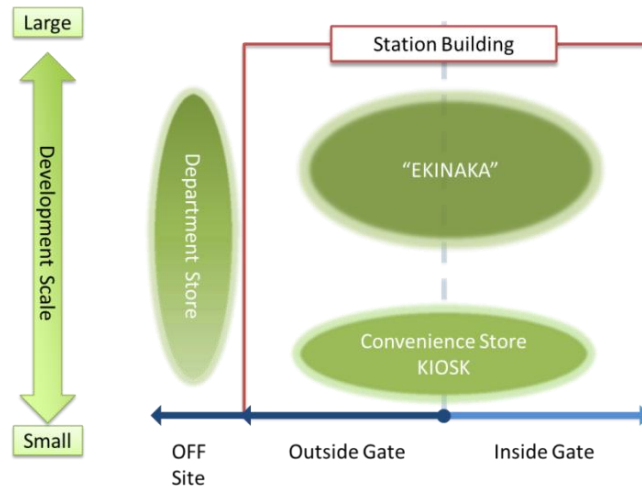 Large
Station Building
Development Scale
Department Store
“EKINAKA”
Convenience Store
KIOSK
Small
OFF
Site
Outside Gate
Inside Gate